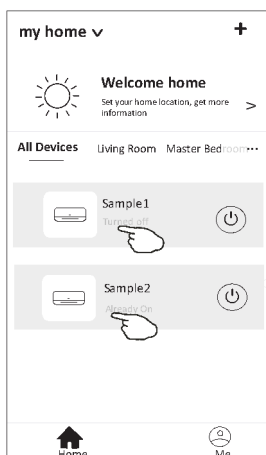 my home
Welcome home
Set your home location, get more
information
All Devices Living Room Master Bedroom
Sample1
Turned off
Sample2
Already On
Home
Me